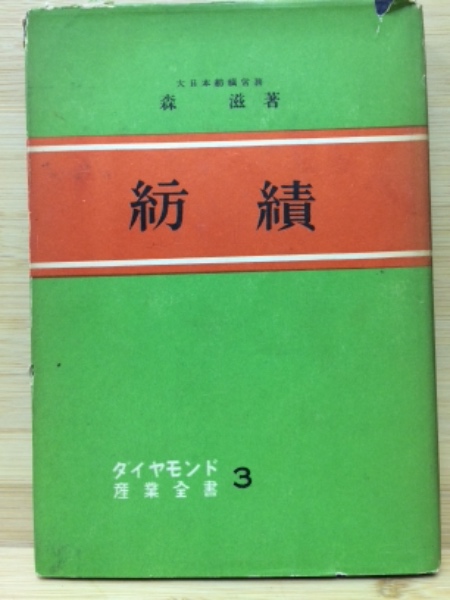 大日本紡績常務
森 滋 著
紡 績
ダイヤモンド
産業全書 3